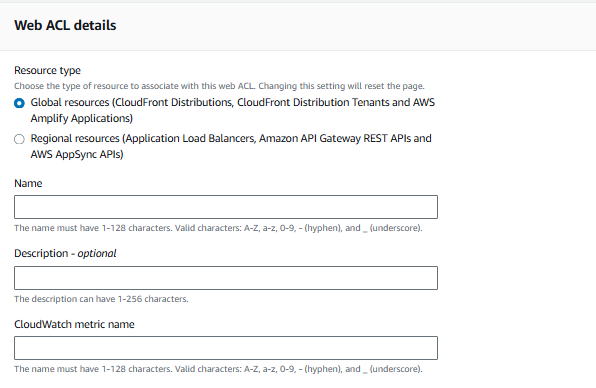 Web ACL details
Resource type
Choose the type of resource to associate with this web ACL. Changing this setting will reset the page.
Global resources (CloudFront Distributions, CloudFront Distribution Tenants and AWS
Amplify Applications)
Regional resources (Application Load Balancers, Amazon API Gateway REST APIs and
AWS AppSync APIs)
Name
The name must have 1-128 characters. Valid characters: A-Z, a-z, 0-9, - (hyphen), and _ (underscore).
Description - optional
The description can have 1-256 characters.
CloudWatch metric name
The name must have 1-128 characters. Valid characters: A-Z, a-z, 0-9, - (hyphen), and _ (underscore).